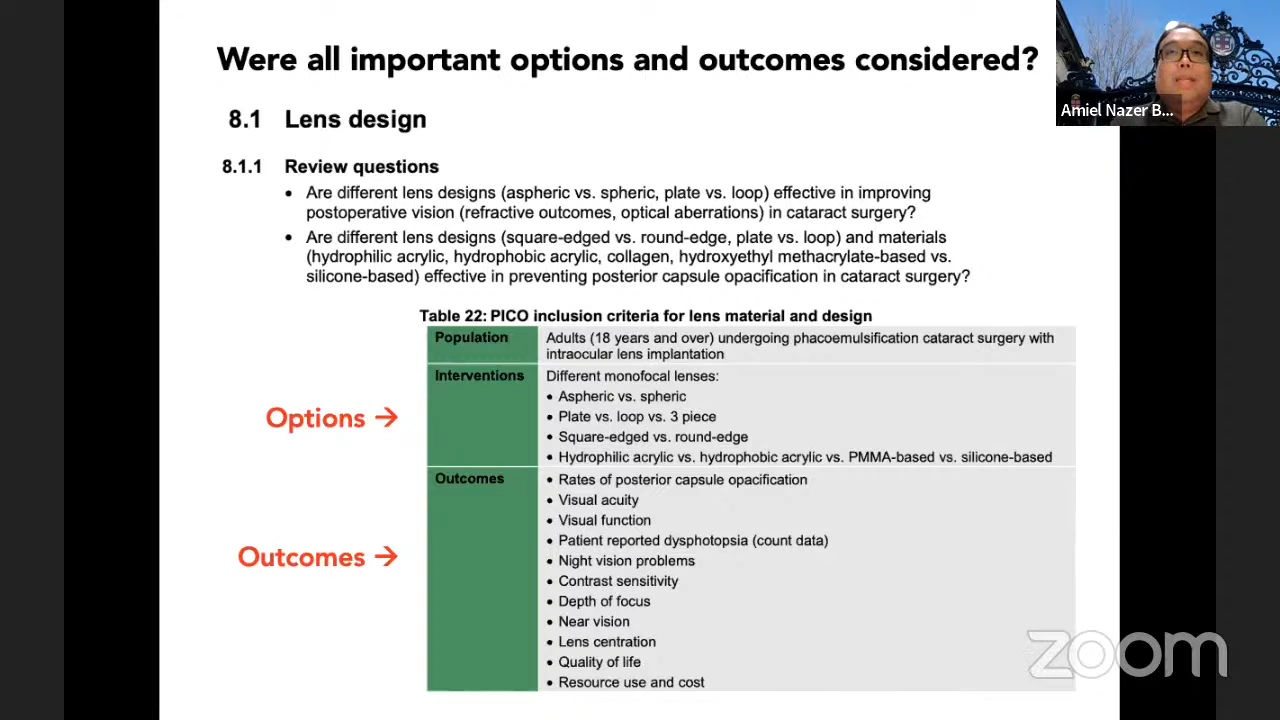 Were all important options and outcomes considered?
8.1 Lens design
8.1.1 Review questions
• Are different lens designs (aspheric vs. spheric, plate vs. loop) effective in improving
postoperative vision (refractive outcomes, optical aberrations) in cataract surgery?
• Are different lens designs (square-edged vs. round-edge, plate vs. loop) and materials
(hydrophilic acrylic, hydrophobic acrylic, collagen, hydroxyethyl methacrylate-based vs.
silicone-based) effective in preventing posterior capsule opacification in cataract surgery?
Table 22: PICO inclusion criteria for lens material and design
Population
Adults (18 years and over) undergoing phacoemulsification cataract surgery with
intraocular lens implantation
Options →
Interventions
Different monofocal lenses:
• Aspheric vs. spheric
• Plate vs. loop vs. 3 piece
• Square-edged vs. round-edge
• Hydrophilic acrylic vs. hydrophobic acrylic vs. PMMA-based vs. silicone-based
Outcomes →
Outcomes
• Rates of posterior capsule opacification
• Visual acuity
• Visual function
• Patient reported dysphotopsia (count data)
• Night vision problems
• Contrast sensitivity
• Depth of focus
• Near vision
• Lens centration
• Quality of life
• Resource use and cost
Amiel Nazer B...
zoom